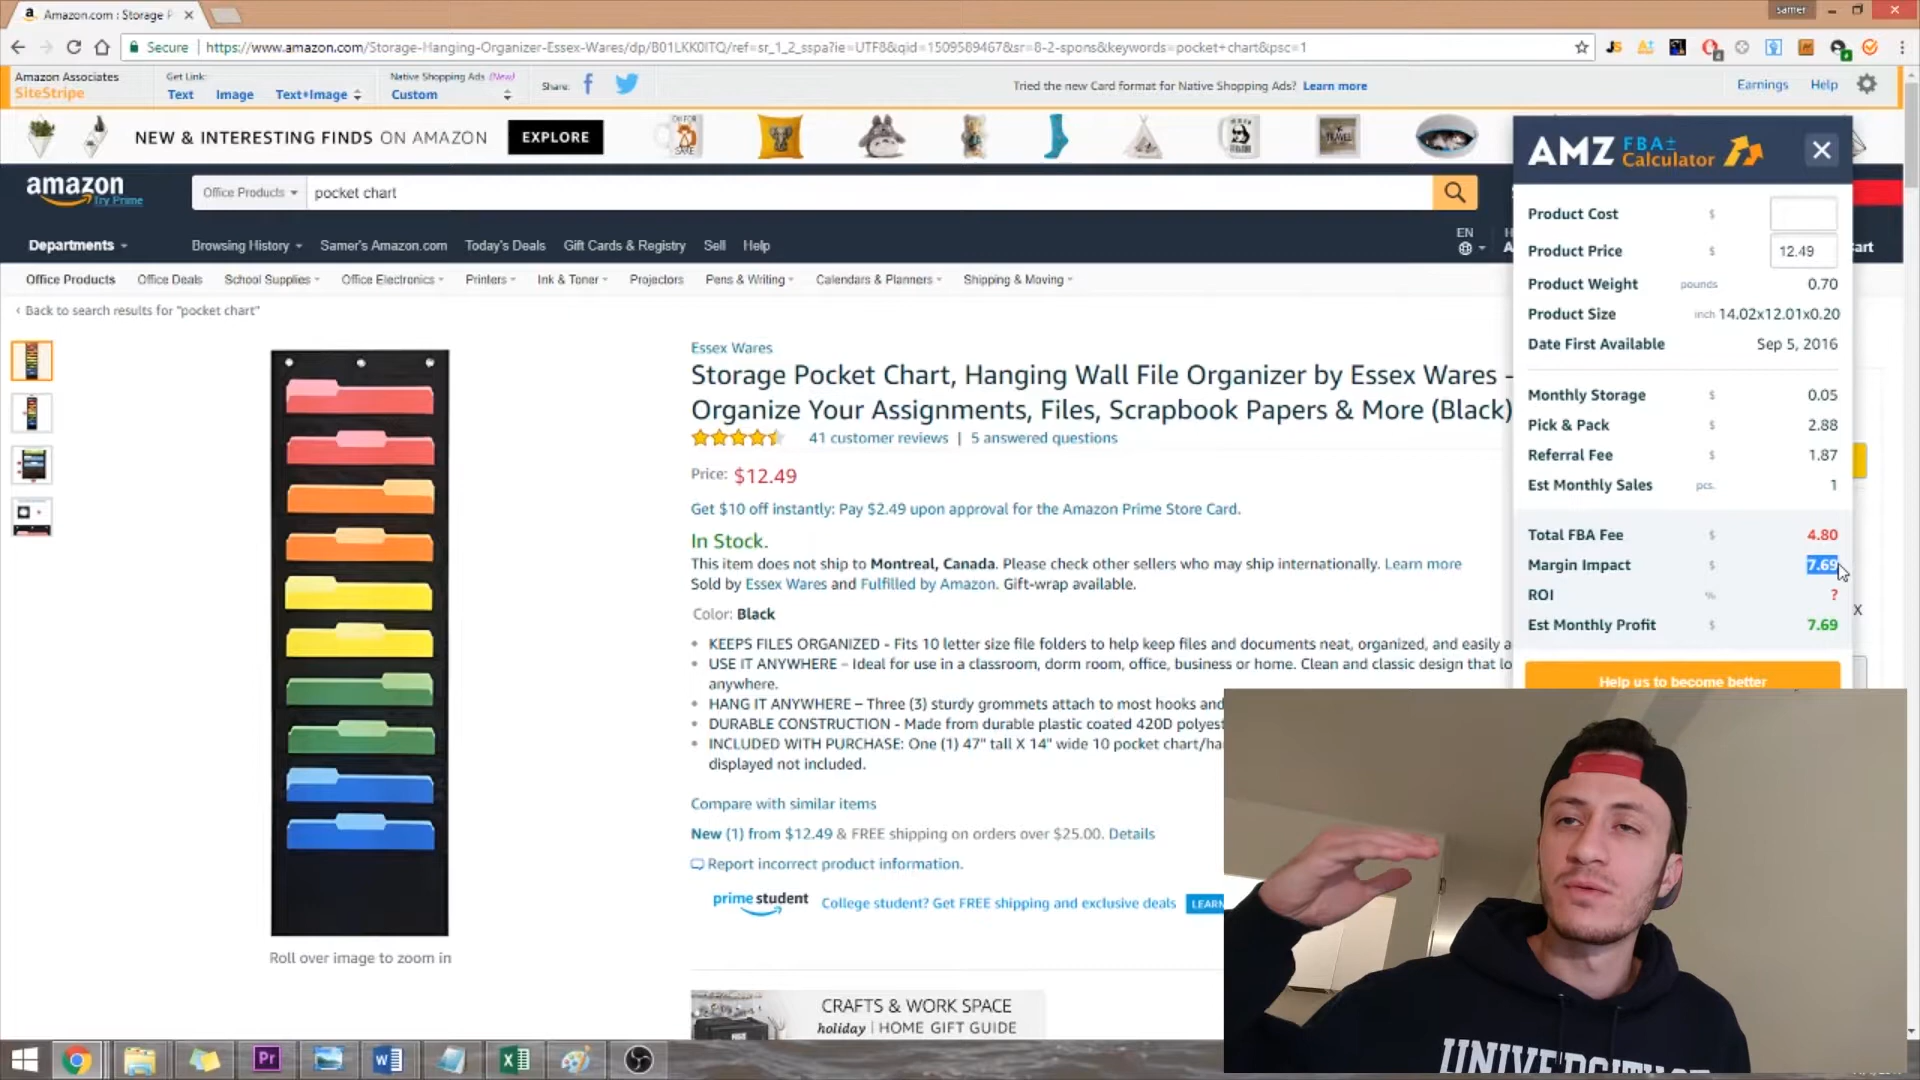 Amazon.com : Storage P
samer
Secure https://www.amazon.com/Storage-Hanging-Organizer-Essex-Wares/dp/B01LKK0ITQ/ref=sr_1_2_sspa?ie=UTF8&qid=1509589467&sr=8-2-spons&keywords=pocket+chart&psc=1
Amazon Associates
SiteStripe
Get Link:
Text Image Text+Image
Native Shopping Ads (New)
Custom
Share:
Tried the new Card format for Native Shopping Ads? Learn more
Earnings Help
NEW & INTERESTING FINDS ON AMAZON EXPLORE
amazon
Try Prime
Office Products pocket chart
Departments Browsing History Samer's Amazon.com Today's Deals Gift Cards & Registry Sell Help
EN
Office Products Office Deals School Supplies Office Electronics Printers Ink & Toner Projectors Pens & Writing Calendars & Planners Shipping & Moving
‹ Back to search results for "pocket chart"
Essex Wares
Storage Pocket Chart, Hanging Wall File Organizer by Essex Wares -
Organize Your Assignments, Files, Scrapbook Papers & More (Black)
41 customer reviews | 5 answered questions
Price: $12.49
Get $10 off instantly: Pay $2.49 upon approval for the Amazon Prime Store Card.
In Stock.
This item does not ship to Montreal, Canada. Please check other sellers who may ship internationally. Learn more
Sold by Essex Wares and Fulfilled by Amazon. Gift-wrap available.
Color: Black
• KEEPS FILES ORGANIZED - Fits 10 letter size file folders to help keep files and documents neat, organized, and easily a
• USE IT ANYWHERE – Ideal for use in a classroom, dorm room, office, business or home. Clean and classic design that lo
anywhere.
• HANG IT ANYWHERE – Three (3) sturdy grommets attach to most hooks and
• DURABLE CONSTRUCTION - Made from durable plastic coated 420D polyest
• INCLUDED WITH PURCHASE: One (1) 47" tall X 14" wide 10 pocket chart/ha
displayed not included.
Compare with similar items
New (1) from $12.49 & FREE shipping on orders over $25.00. Details
Report incorrect product information.
prime student College student? Get FREE shipping and exclusive deals LEARN
Roll over image to zoom in
CRAFTS & WORK SPACE
holiday | HOME GIFT GUIDE
AMZ FBA±
Calculator
Product Cost $
Product Price $ 12.49
Product Weight pounds 0.70
Product Size inch 14.02x12.01x0.20
Date First Available Sep 5, 2016
Monthly Storage $ 0.05
Pick & Pack $ 2.88
Referral Fee $ 1.87
Est Monthly Sales pcs. 1
Total FBA Fee $ 4.80
Margin Impact $ 7.69
ROI % ?
Est Monthly Profit $ 7.69
Help us to become better
art
X